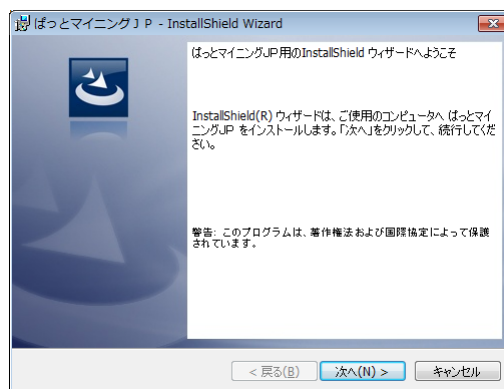 ぱっとマイニングＪＰ - InstallShield Wizard
ぱっとマイニングJP用のInstallShield ウィザードへようこそ
InstallShield(R) ウィザードは、ご使用のコンピュータへ ぱっとマイ
ニングJP をインストールします。「次へ」をクリックして、続行してくだ
さい。
警告: このプログラムは、著作権法および国際協定によって保護
されています。
< 戻る(B)
次へ(N) >
キャンセル